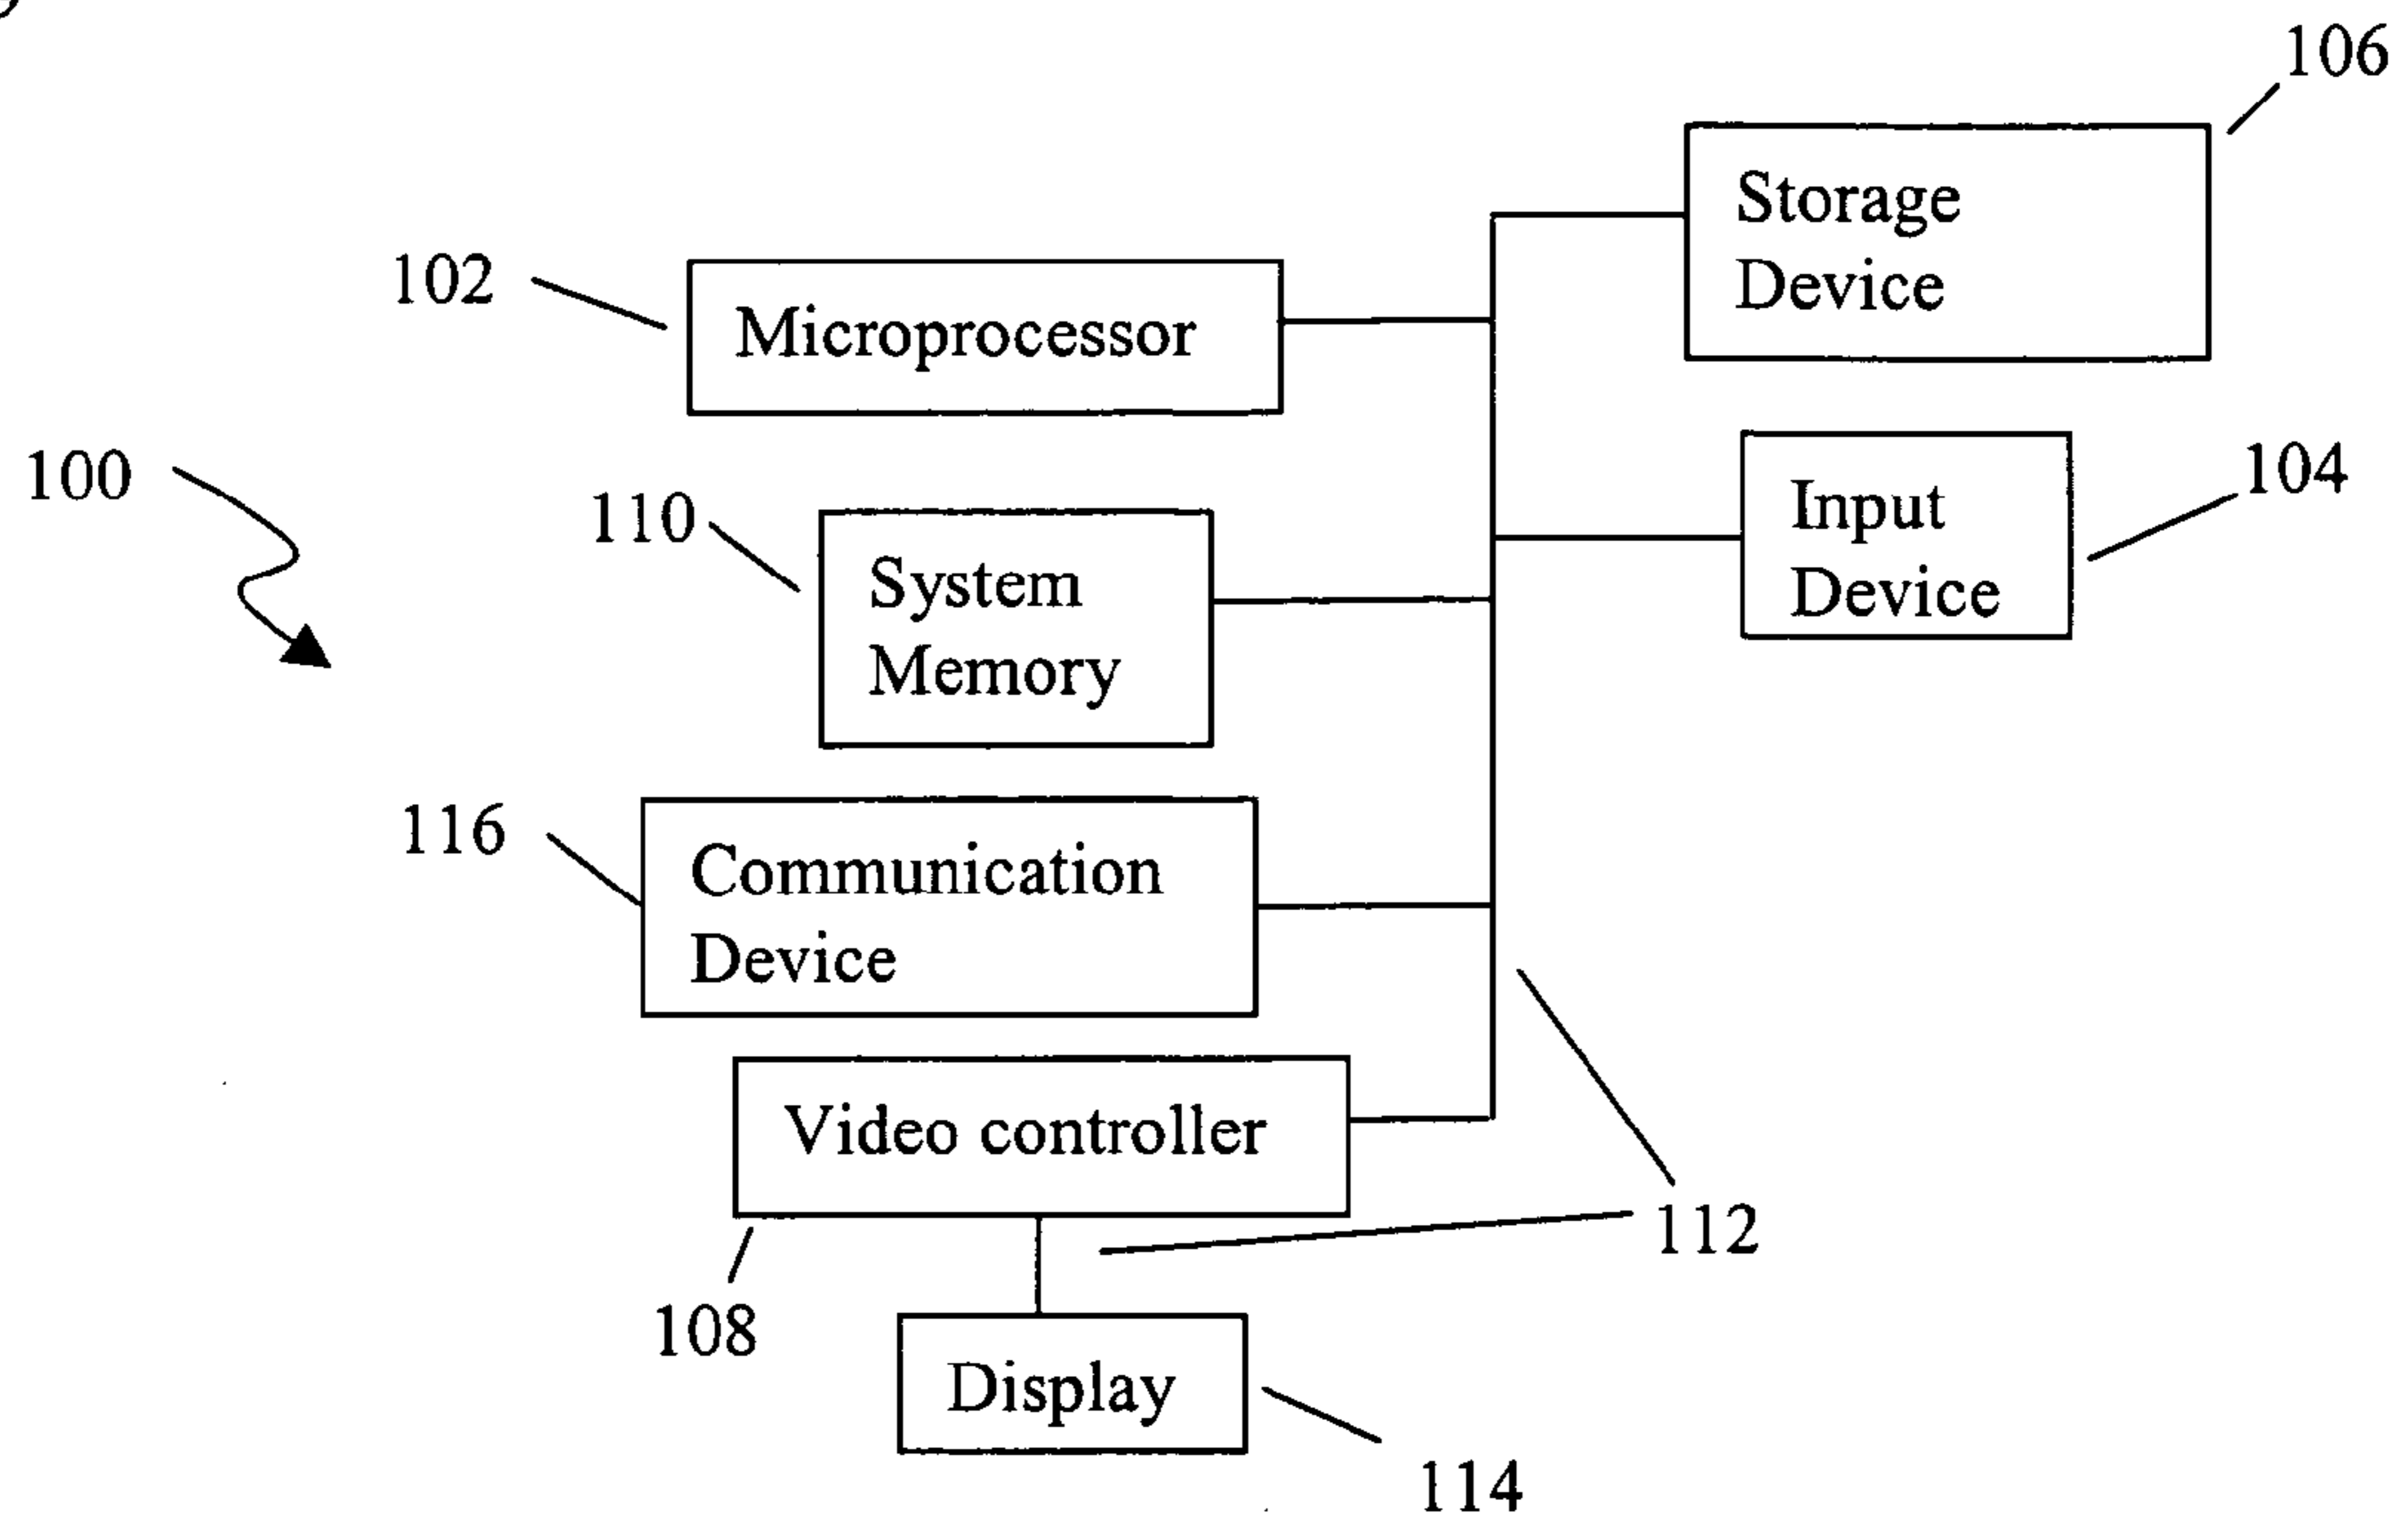 106
Storage
Device
102
Microprocessor
100
104
Input
Device
110
System
Memory
116
Communication
Device
Video controller
112
108
Display
114